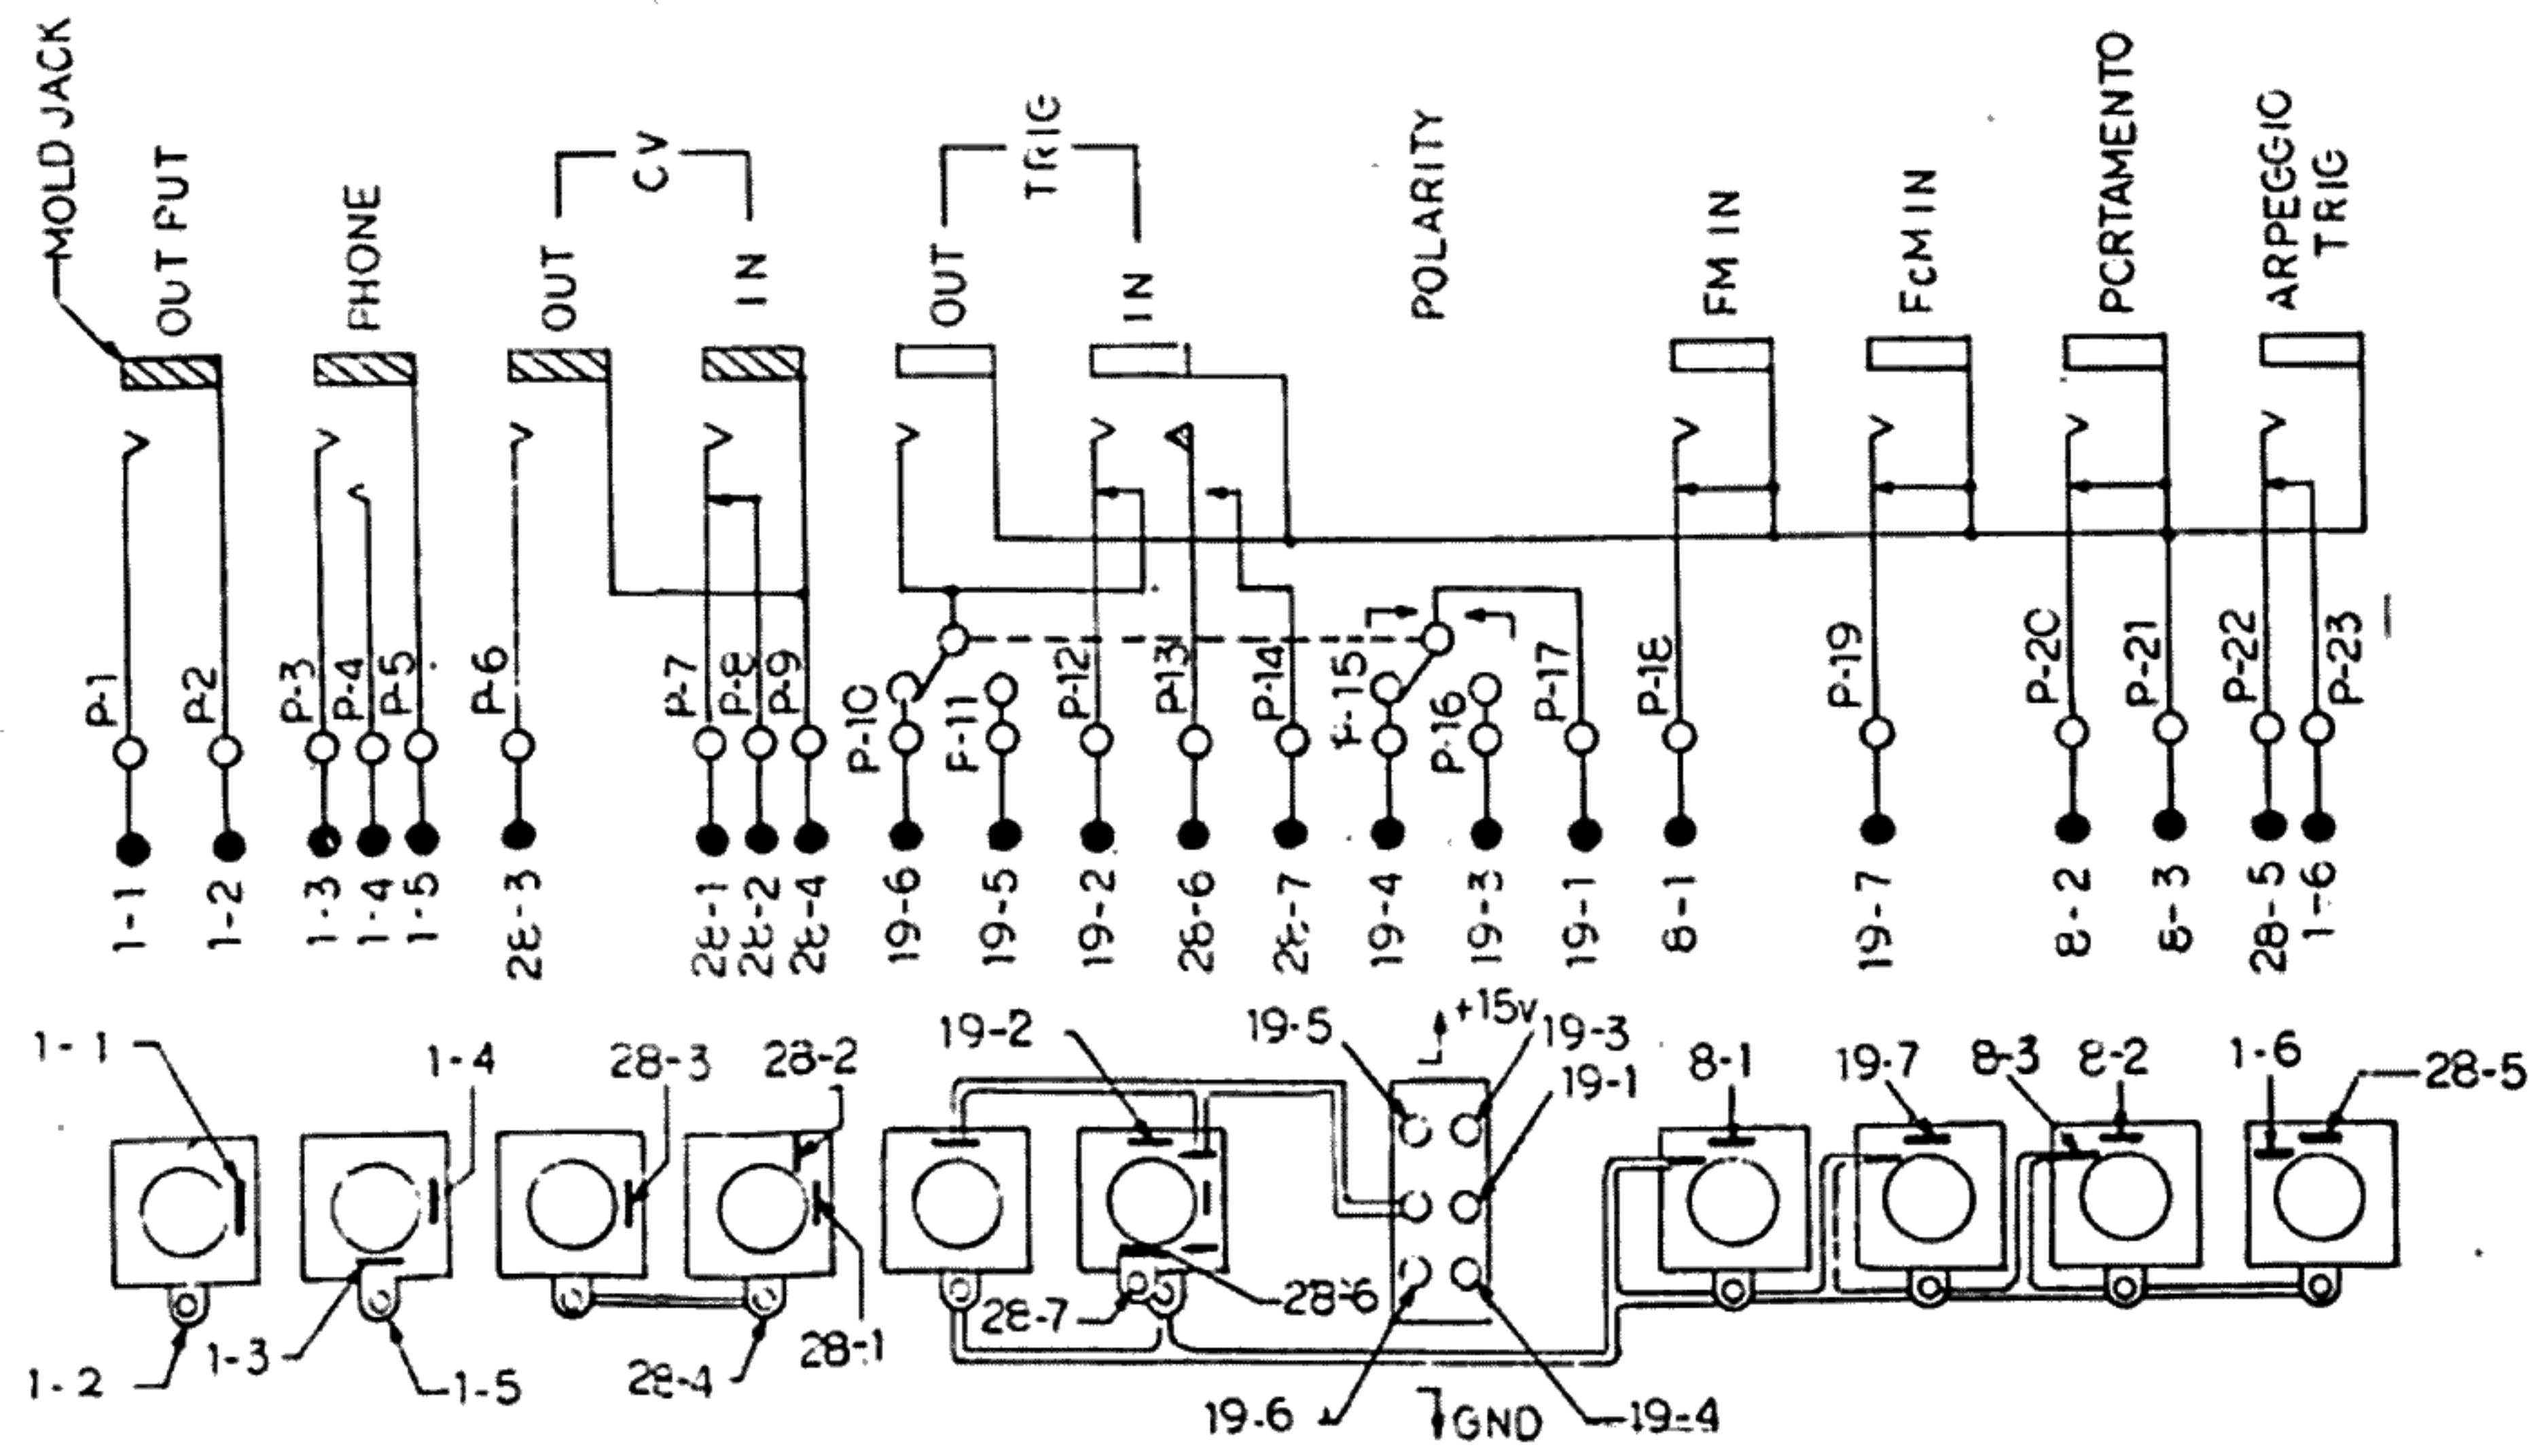 MOLD JACK
OUTPUT
PHONE
CV
OUT
IN
TRIG
OUT
IN
POLARITY
FM IN
FcM IN
PORTAMENTO
ARPEGGIO
TRIG
P-1
P-2
P-3
P-4
P-5
P-6
P-7
P-8
P-9
P-10
P-11
P-12
P-13
P-14
P-15
P-16
P-17
P-18
P-19
P-20
P-21
P-22
P-23
1-1
1-2
1-3
1-4
1-5
28-3
28-1
28-2
28-4
19-6
19-5
19-2
28-6
28-7
19-4
19-3
19-1
8-1
19-7
8-2
8-3
28-5
1-6
1-1
1-4
28-3
28-2
19-2
19-5
+15v
19-3
19-1
8-1
19-7
8-3
8-2
1-6
28-5
1-2
1-3
1-5
28-4
28-1
28-7
28-6
19-6
GND
19-4